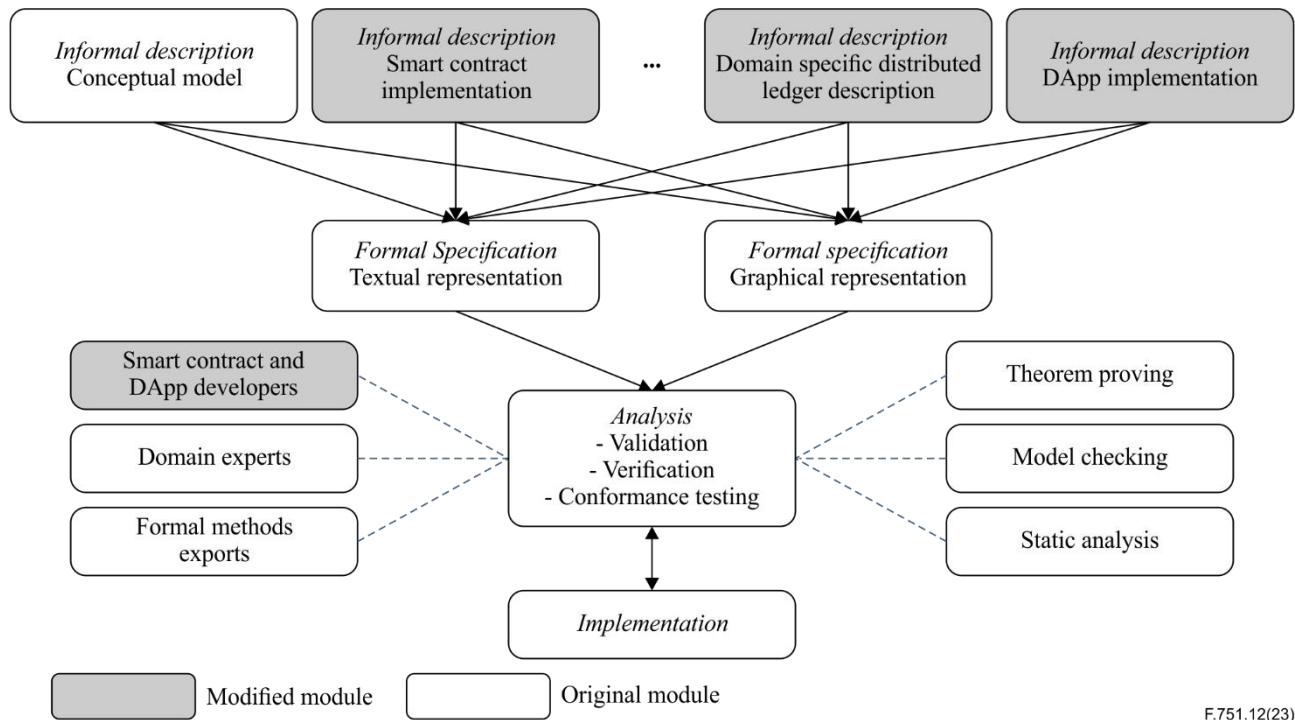 Informal description
Conceptual model
Informal description
Smart contract
implementation
...
Informal description
Domain specific distributed
ledger description
Informal description
DApp implementation
Formal Specification
Textual representation
Formal specification
Graphical representation
Smart contract and
DApp developers
Domain experts
Formal methods
exports
Analysis
- Validation
- Verification
- Conformance testing
Theorem proving
Model checking
Static analysis
Implementation
Modified module
Original module
F.751.12(23)